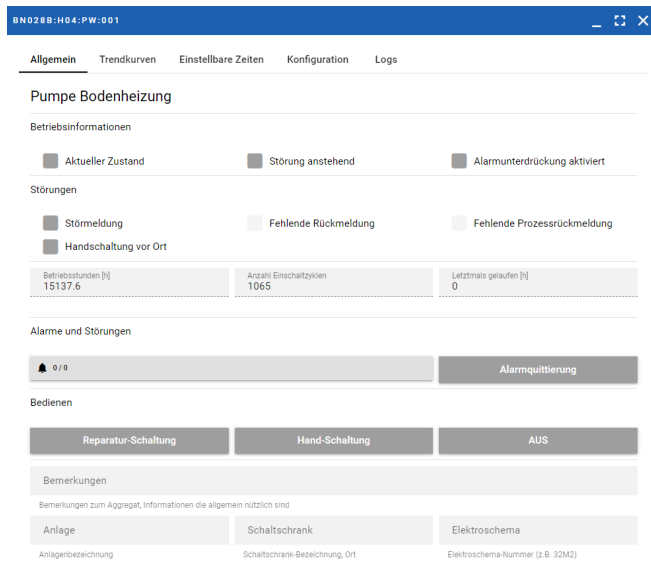 BN028B:H04:PW:001
Allgemein Trendkurven Einstellbare Zeiten Konfiguration Logs
Pumpe Bodenheizung
Betriebsinformationen
Aktueller Zustand Störung anstehend Alarmunterdrückung aktiviert
Störungen
Störmeldung Fehlende Rückmeldung Fehlende Prozessrückmeldung
Handschaltung vor Ort
Betriebsstunden [h] Anzahl Einschaltzyklen Letztmals gelaufen [h]
15137.6 1065 0
Alarme und Störungen
0 / 0 Alarmquittierung
Bedienen
Reparatur-Schaltung Hand-Schaltung AUS
Bemerkungen
Bemerkungen zum Aggregat, Informationen die allgemein nützlich sind
Anlage Schaltschrank Elektroschema
Anlagenbezeichnung Schaltschrank-Bezeichnung, Ort Elektroschema-Nummer (z.B. 32M2)